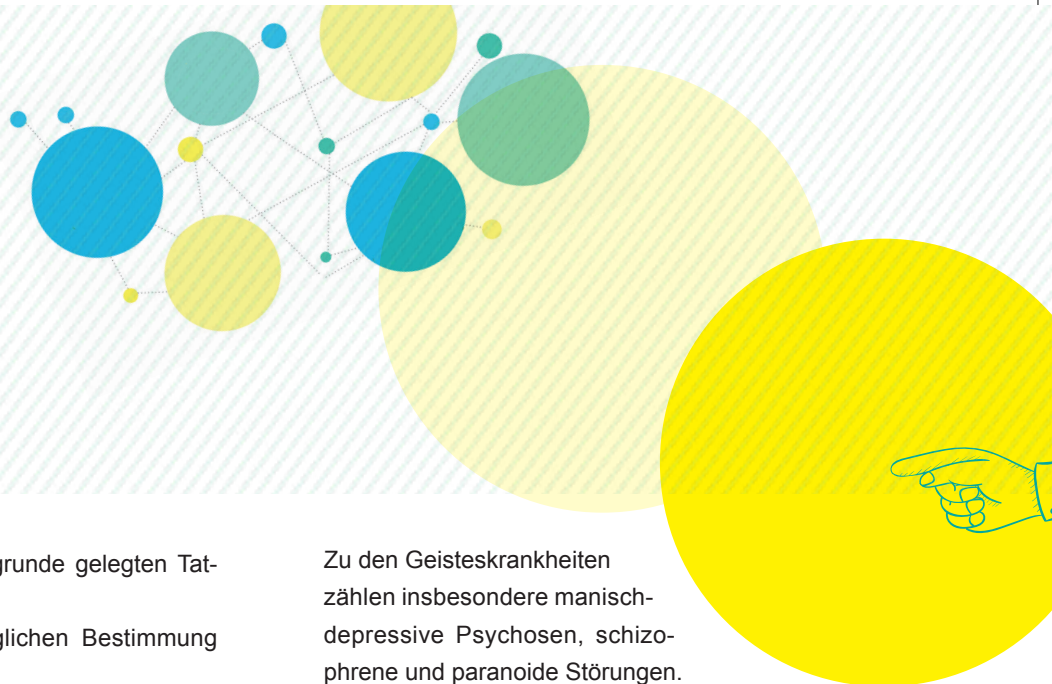 grunde gelegten Tat-
glichen Bestimmung
Zu den Geisteskrankheiten
zählen insbesondere manisch-
depressive Psychosen, schizo-
phrene und paranoide Störungen.